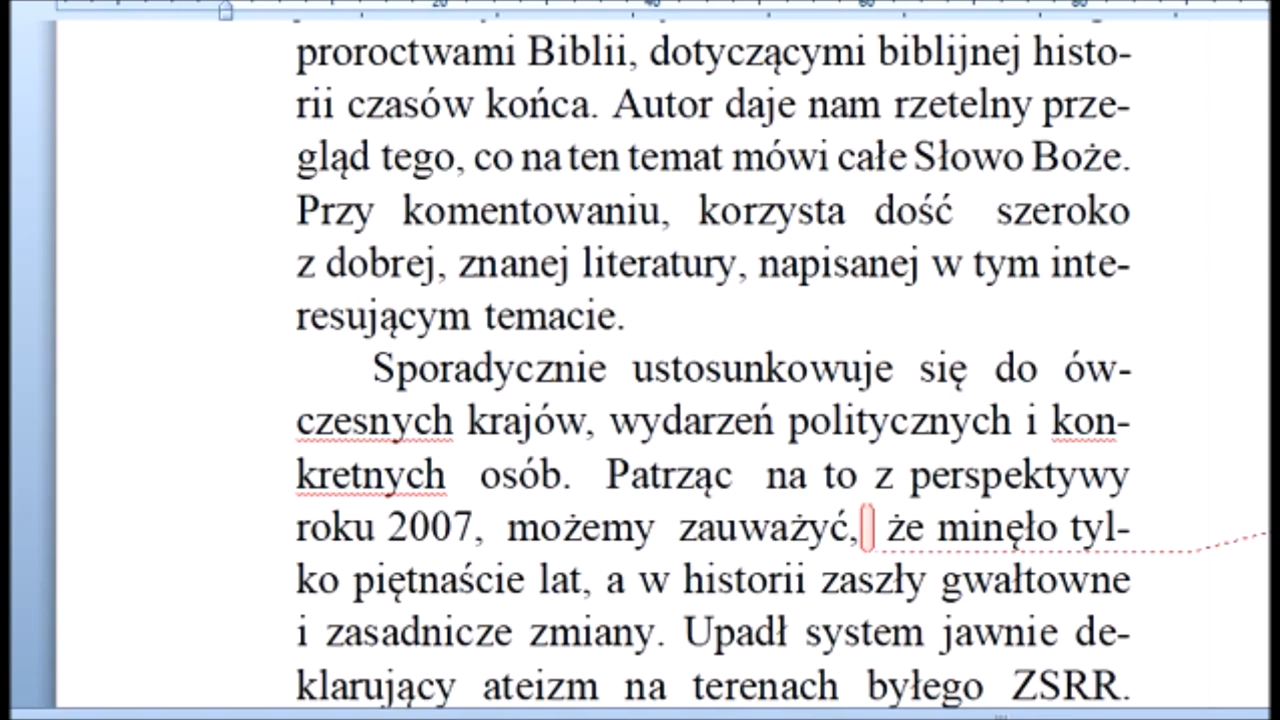 proroctwami Biblii, dotyczącymi biblijnej histo-
rii czasów końca. Autor daje nam rzetelny prze-
gląd tego, co na ten temat mówi całe Słowo Boże.
Przy komentowaniu, korzysta dość szeroko
z dobrej, znanej literatury, napisanej w tym inte-
resującym temacie.
Sporadycznie ustosunkowuje się do ów-
czesnych krajów, wydarzeń politycznych i kon-
kretnych osób. Patrząc na to z perspektywy
roku 2007, możemy zauważyć, że minęło tyl-
ko piętnaście lat, a w historii zaszły gwałtowne
i zasadnicze zmiany. Upadł system jawnie de-
klarujący ateizm na terenach byłego ZSRR.